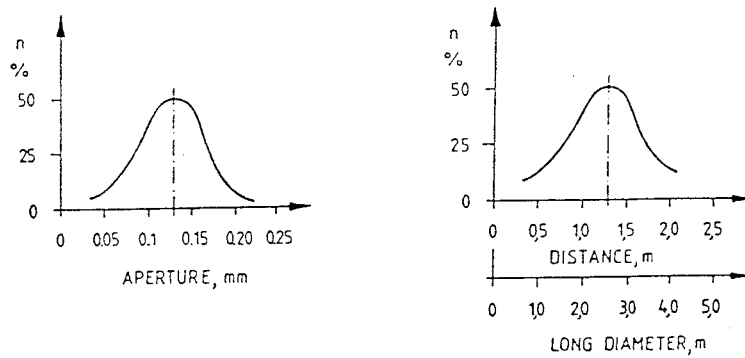 n
%
50
25
0
0 0.05 0.1 0.15 0.20 0.25
APERTURE, mm
n
%
50
25
0
0 0,5 1,0 1,5 2,0 2,5
DISTANCE, m
0 1,0 2,0 3,0 4,0 5,0
LONG DIAMETER, m